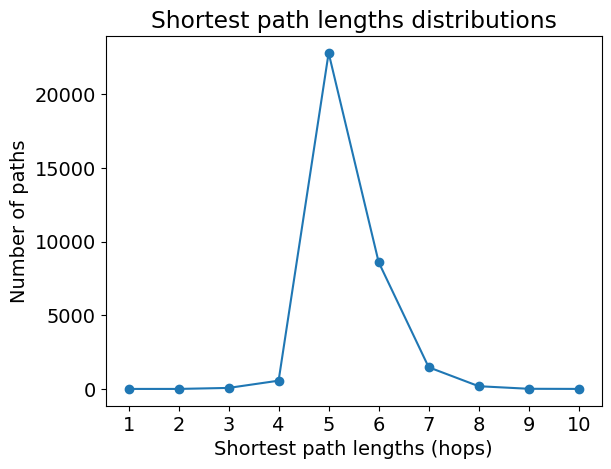 Shortest path lengths distributions
Number of paths
20000
15000
10000
5000
0
1 2 3 4 5 6 7 8 9 10
Shortest path lengths (hops)